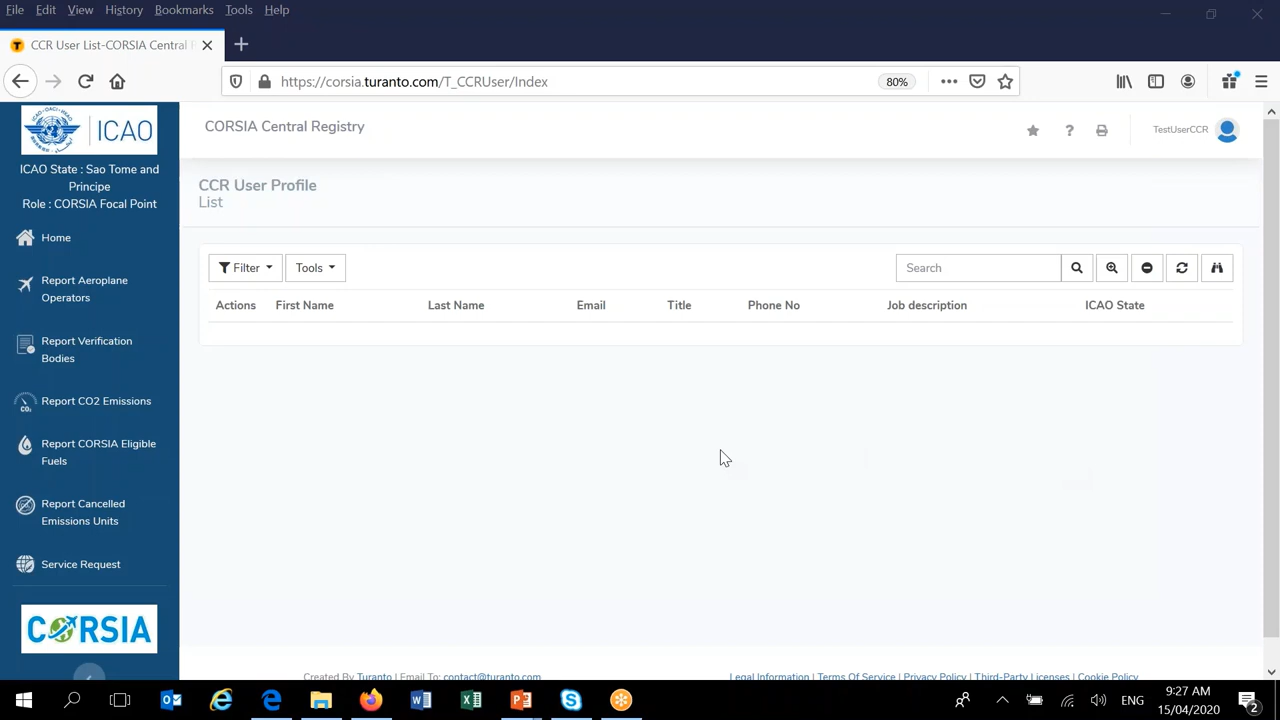 File Edit View History Bookmarks Tools Help
CCR User List-CORSIA Central
https://corsia.turanto.com/T_CCRUser/Index
80%
ICAO
CORSIA Central Registry
TestUserCCR
ICAO State : Sao Tome and
Principe
Role : CORSIA Focal Point
CCR User Profile
List
Home
Report Aeroplane
Operators
Report Verification
Bodies
Report CO2 Emissions
Report CORSIA Eligible
Fuels
Report Cancelled
Emissions Units
Service Request
CORSIA
Filter Tools Search
Actions First Name Last Name Email Title Phone No Job description ICAO State
Created By Turanto | Email To: contact@turanto.com
Legal Information | Terms Of Service | Privacy Policy | Third-Party Licenses | Cookie Policy
ENG
9:27 AM
15/04/2020
2